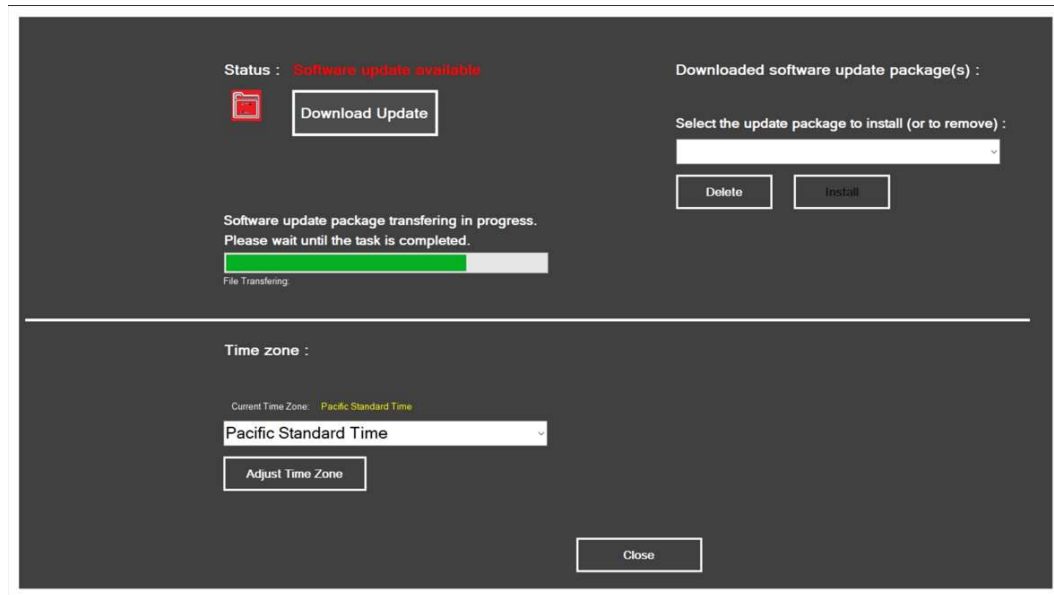 Status : Software update available
Download Update
Software update package transfering in progress.
Please wait until the task is completed.
File Transfering:
Downloaded software update package(s) :
Select the update package to install (or to remove) :
Delete
Install
Time zone :
Current Time Zone: Pacific Standard Time
Pacific Standard Time
Adjust Time Zone
Close